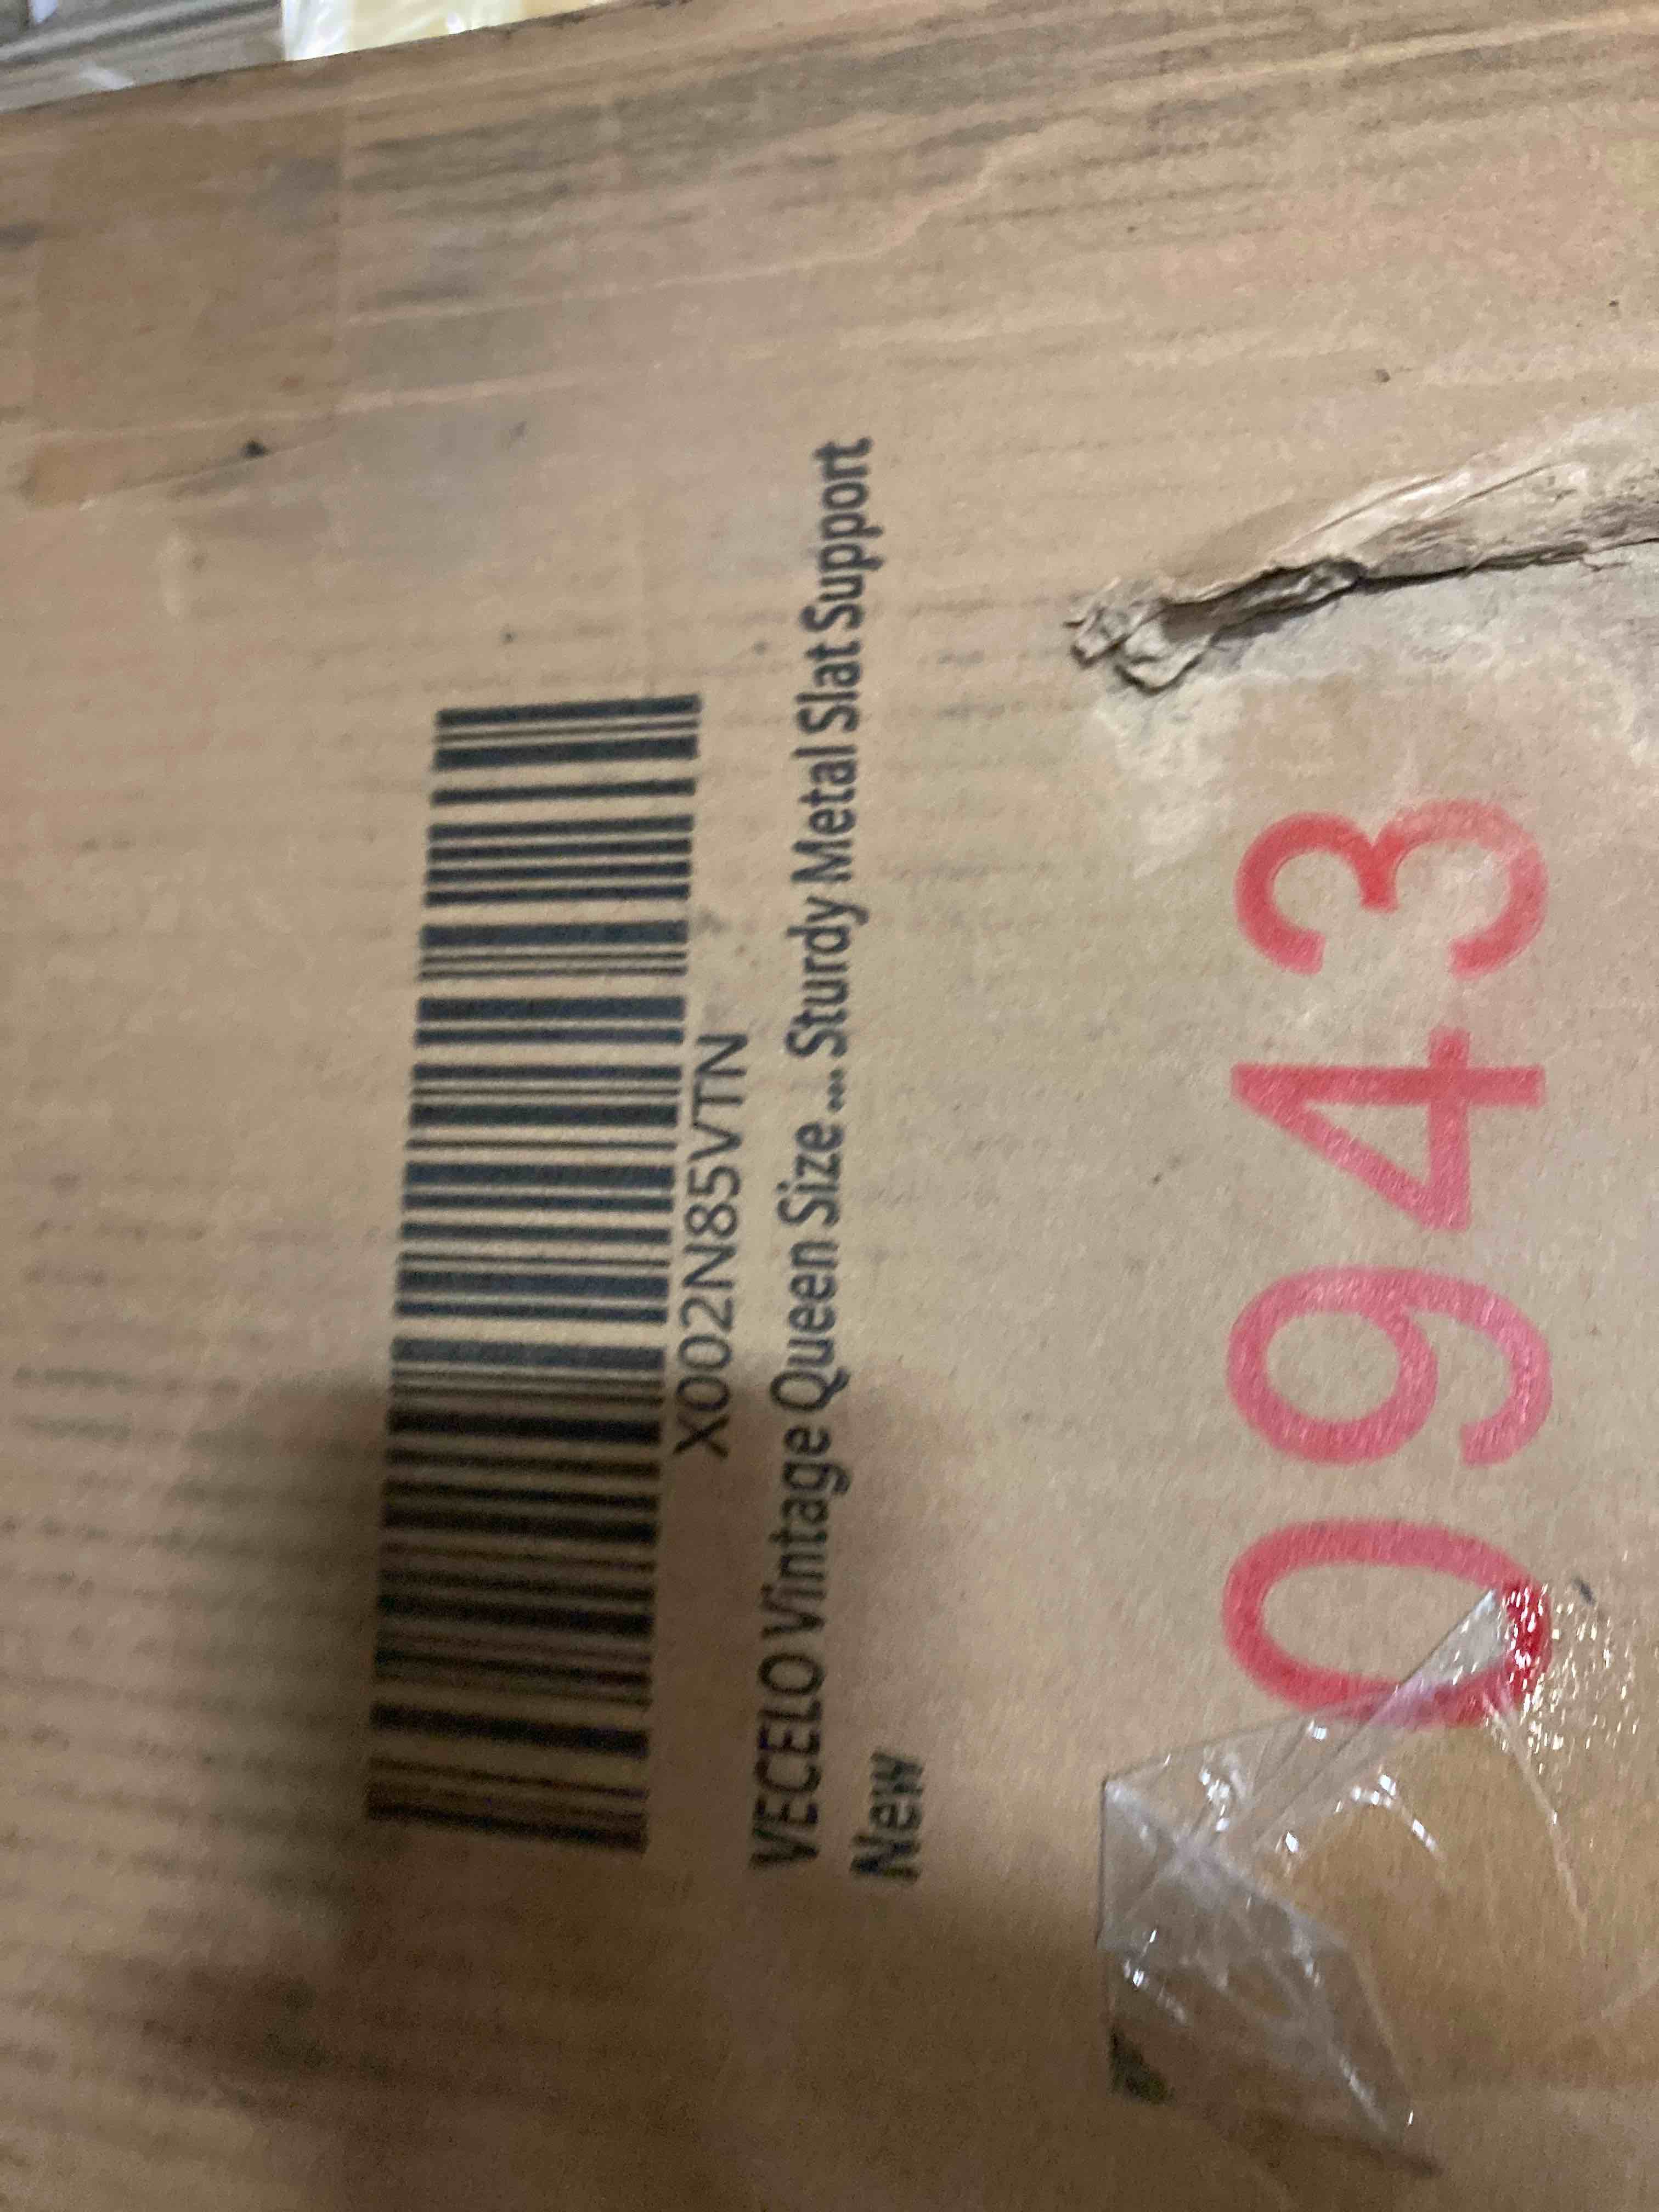 X002N85VTN
VECELO Vintage Queen Size ... Sturdy Metal Slat Support
New
0943